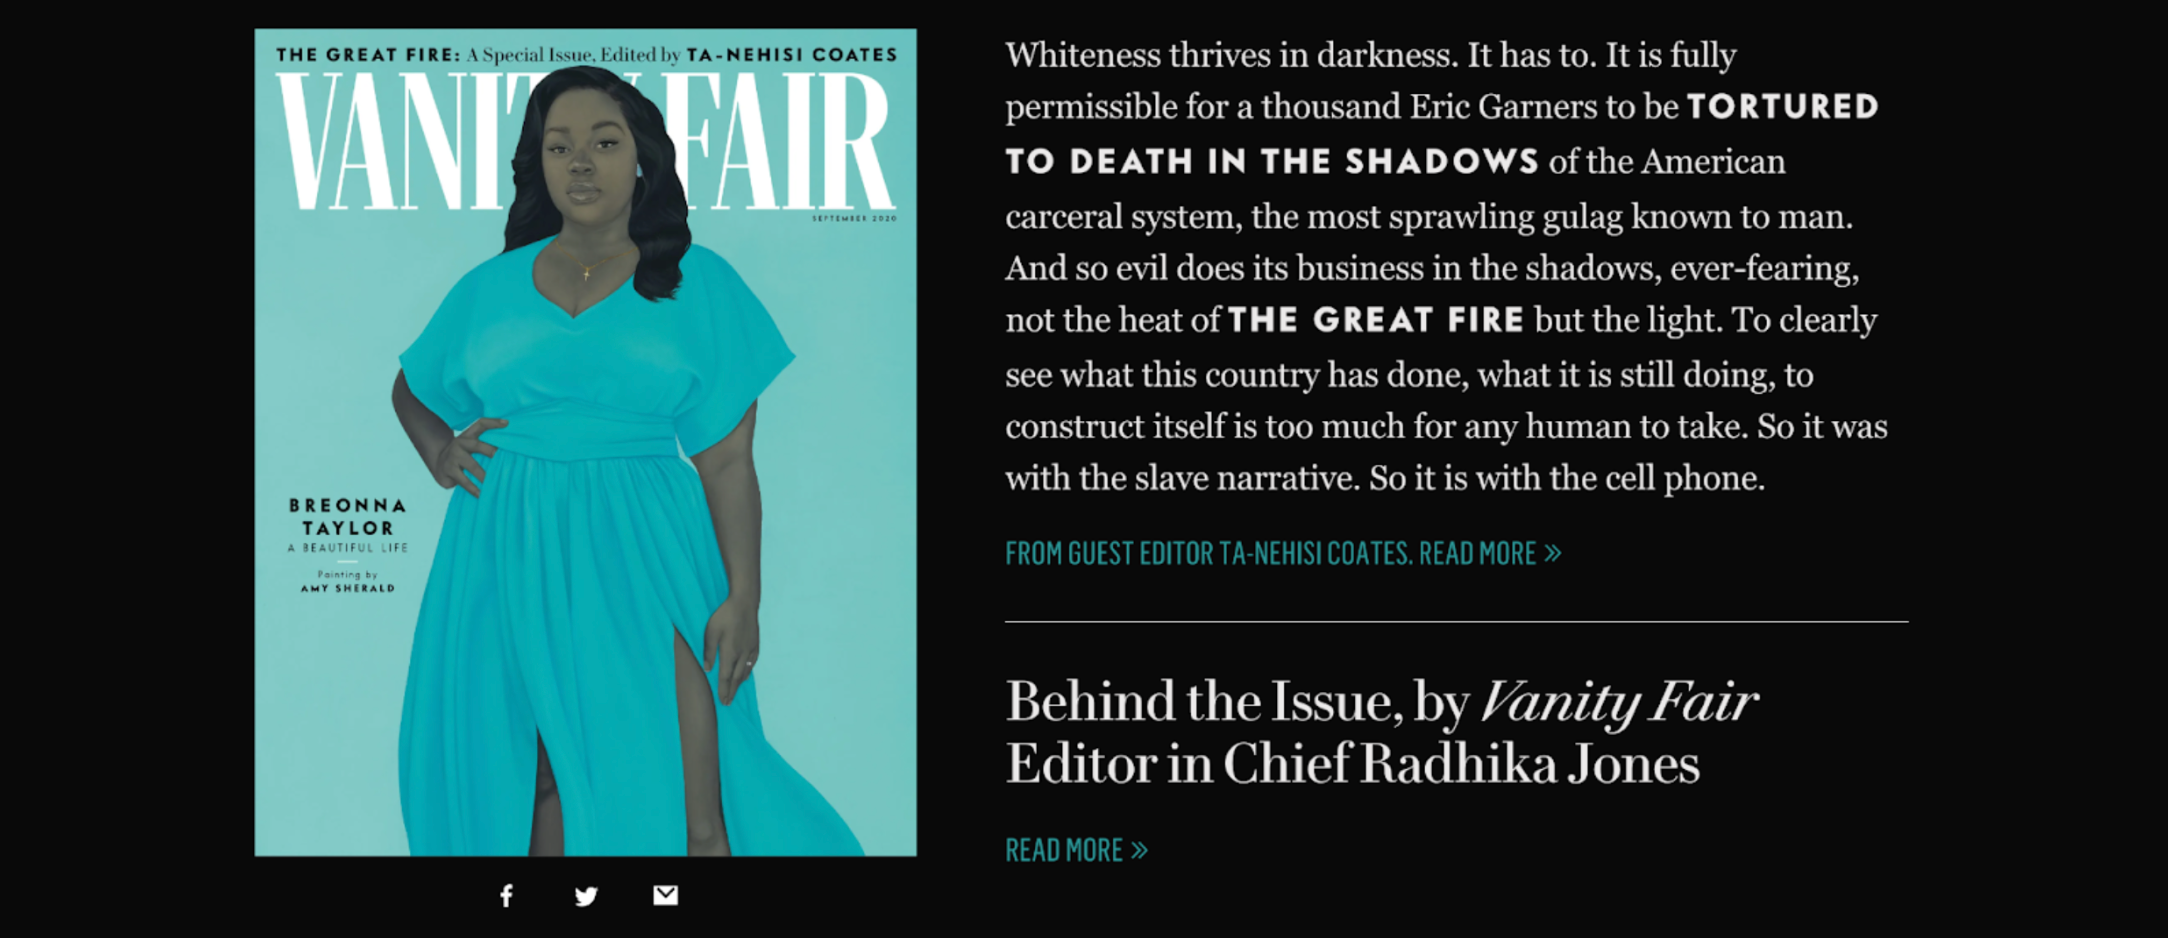 THE GREAT FIRE: A Special Issue, Edited by TA-NEHISI COATES
VANITY FAIR
SEPTEMBER 2020
BREONNA
TAYLOR
A BEAUTIFUL LIFE
Painting by
AMY SHERALD
Whiteness thrives in darkness. It has to. It is fully
permissible for a thousand Eric Garners to be TORTURED
TO DEATH IN THE SHADOWS of the American
carceral system, the most sprawling gulag known to man.
And so evil does its business in the shadows, ever-fearing,
not the heat of THE GREAT FIRE but the light. To clearly
see what this country has done, what it is still doing, to
construct itself is too much for any human to take. So it was
with the slave narrative. So it is with the cell phone.
FROM GUEST EDITOR TA-NEHISI COATES. READ MORE »
Behind the Issue, by Vanity Fair
Editor in Chief Radhika Jones
READ MORE »